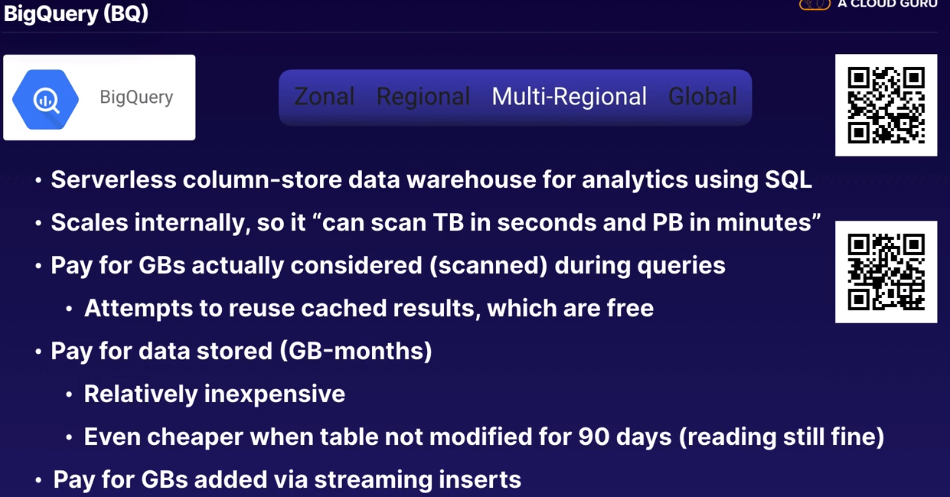 BigQuery (BQ)
A CLOUD GURU
BigQuery
Zonal Regional Multi-Regional Global
• Serverless column-store data warehouse for analytics using SQL
• Scales internally, so it “can scan TB in seconds and PB in minutes”
• Pay for GBs actually considered (scanned) during queries
• Attempts to reuse cached results, which are free
• Pay for data stored (GB-months)
• Relatively inexpensive
• Even cheaper when table not modified for 90 days (reading still fine)
• Pay for GBs added via streaming inserts